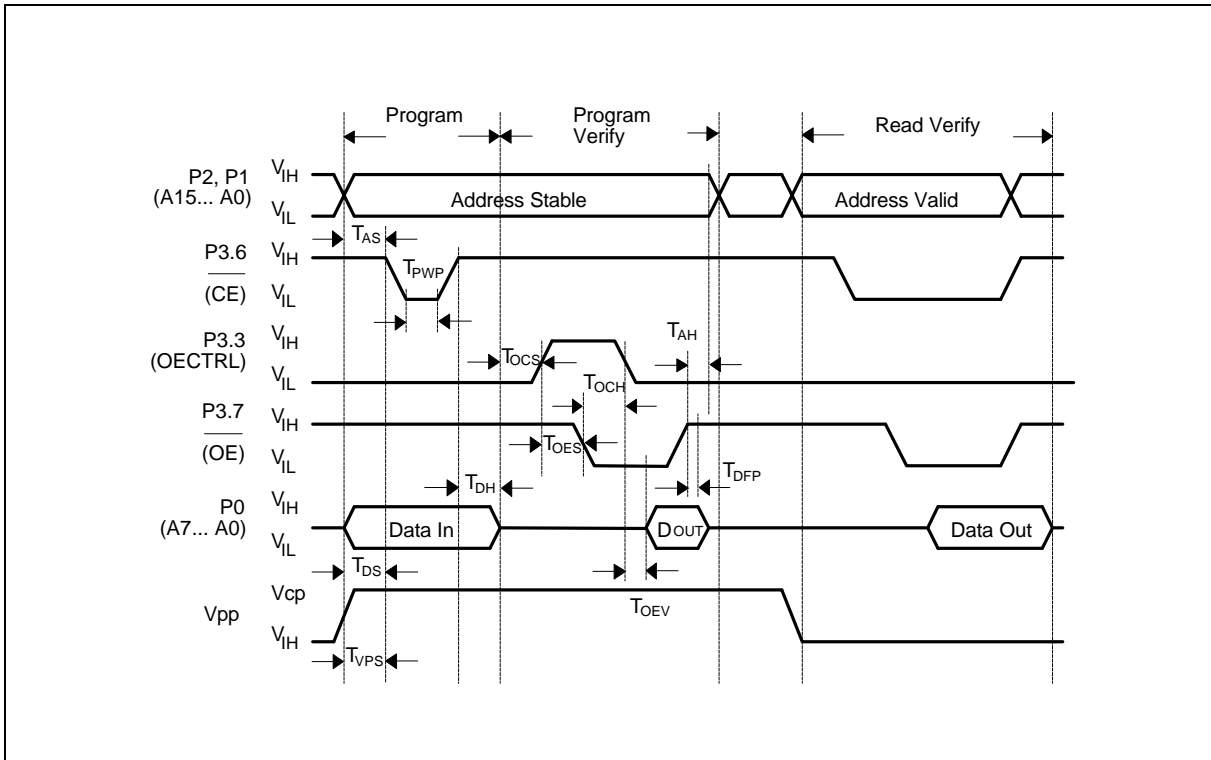 Program
Program
Verify
Read Verify
P2, P1
(A15... A0)
VIH
VIL
Address Stable
Address Valid
TAS
P3.6
(CE)
VIH
VIL
TPWP
P3.3
(OECTRL)
VIH
VIL
TOCS
TAH
TOCH
P3.7
(OE)
VIH
VIL
TOES
TDFP
TDH
P0
(A7... A0)
VIH
VIL
Data In
DOUT
Data Out
TDS
Vpp
Vcp
VIH
TOEV
TVPS